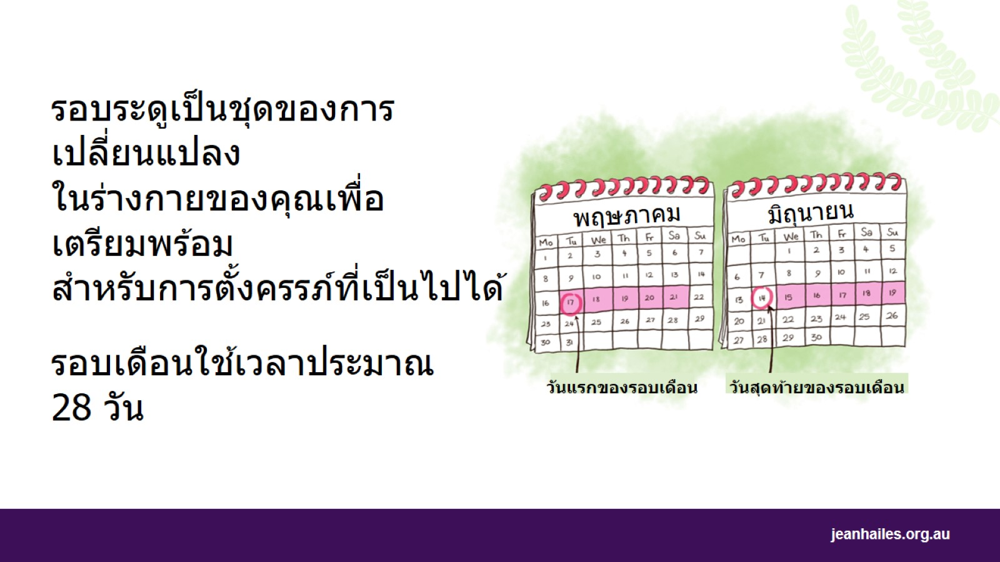 รอบระดูเป็นชุดของการ
เปลี่ยนแปลง
ในร่างกายของคุณเพื่อ
เตรียมพร้อม
สำหรับการตั้งครรภ์ที่เป็นไปได้
รอบเดือนใช้เวลาประมาณ
28 วัน
พฤษภาคม
Mo Tu We Th Fr Sa Su
1 2 3 4 5 6 7
8 9 10 11 12 13 14
16 17 18 19 20 21 22
23 24 25 26 27 28 29
30 31
วันแรกของรอบเดือน
มิถุนายน
Mo Tu We Th Fr Sa Su
1 2 3 4 5
6 7 8 9 10 11 12
13 14 15 16 17 18 19
20 21 22 23 24 25 26
27 28 29 30
วันสุดท้ายของรอบเดือน
jeanhailes.org.au